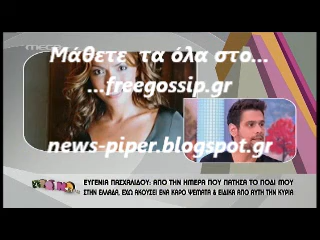 MEGA
Μάθετε τα όλα στο...
...freegossip.gr
news-piper.blogspot.gr
ΕΥΓΕΝΙΑ ΠΑΣΧΑΛΙΔΟΥ: ΑΠΟ ΤΗΝ ΗΜΕΡΑ ΠΟΥ ΠΑΤΗΣΑ ΤΟ ΠΟΔΙ ΜΟΥ
ΣΤΗΝ ΕΛΛΑΔΑ, ΕΧΩ ΑΚΟΥΣΕΙ ΕΝΑ ΚΑΡΟ ΨΕΜΑΤΑ & ΕΙΔΙΚΑ ΑΠΟ ΑΥΤΗ ΤΗΝ ΚΥΡΙΑ